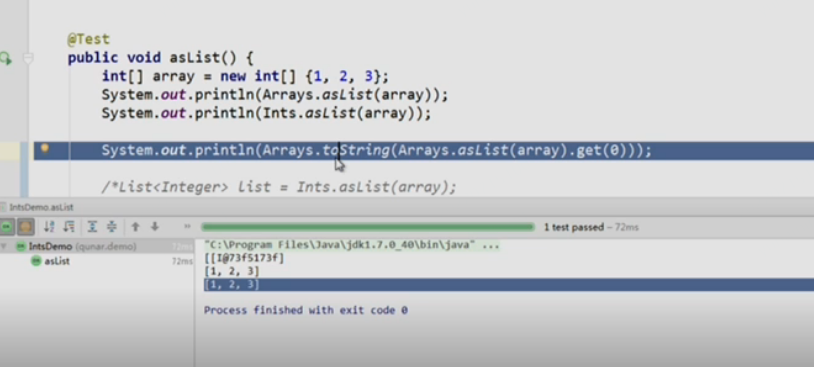 @Test
public void asList() {
int[] array = new int[] {1, 2, 3};
System.out.println(Arrays.asList(array));
System.out.println(Ints.asList(array));
System.out.println(Arrays.toString(Arrays.asList(array).get(0)));
/*List<Integer> list = Ints.asList(array);
IntsDemo.asList
1 test passed – 72ms
IntsDemo (qunar.demo) 72ms
asList 72ms
"C:\Program Files\Java\jdk1.7.0_40\bin\java" ...
[[I@73f5173f]
[1, 2, 3]
[1, 2, 3]
Process finished with exit code 0